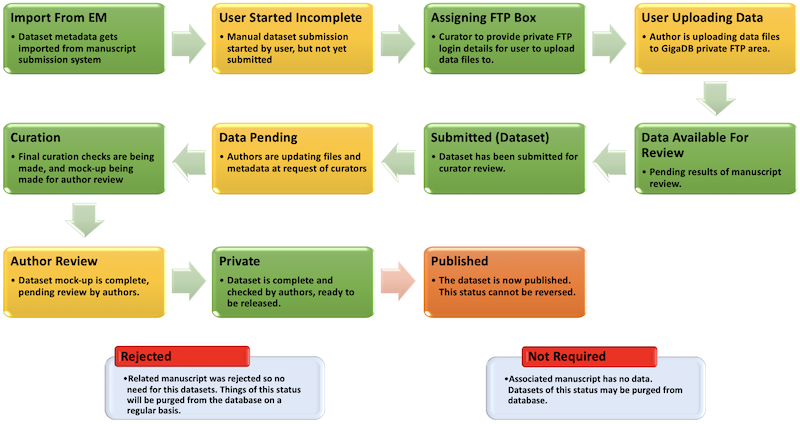 Import From EM
• Dataset metadata gets
imported from manuscript
submission system
User Started Incomplete
• Manual dataset submission
started by user, but not yet
submitted
Assigning FTP Box
• Curator to provide private FTP
login details for user to upload
data files to.
User Uploading Data
• Author is uploading data files
to GigaDB private FTP area.
Data Available For
Review
• Pending results of manuscript
review.
Submitted (Dataset)
• Dataset has been submitted for
curator review.
Data Pending
• Authors are updating files and
metadata at request of curators
Curation
• Final curation checks are being
made, and mock-up being
made for author review
Author Review
• Dataset mock-up is complete,
pending review by authors.
Private
• Dataset is complete and
checked by authors, ready to
be released.
Published
• The dataset is now published.
This status cannot be reversed.
Rejected
•Related manuscript was rejected so no
need for this datasets. Things of this status
will be purged from the database on a
regular basis.
Not Required
•Associated manuscript has no data.
Datasets of this status may be purged from
database.